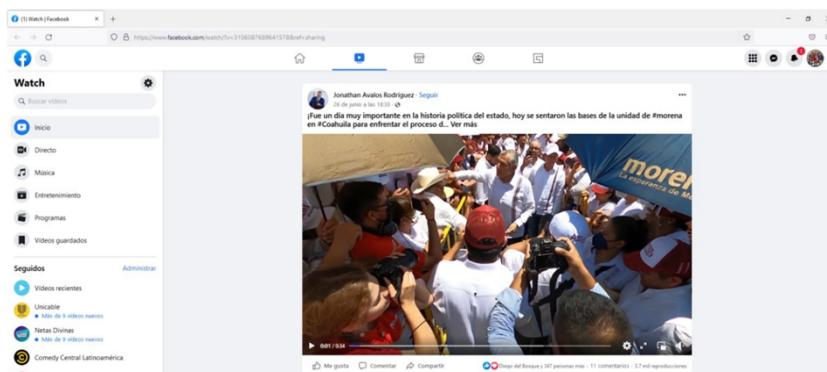 (1) Watch | Facebook
https://www.facebook.com/watch/?v=3106087689641578&ref=sharing
Watch
Buscar videos
Inicio
Directo
Música
Entretenimiento
Programas
Videos guardados
Seguidos
Administrar
Videos recientes
Unicable
Más de 9 videos nuevos
Netas Divinas
Más de 9 videos nuevos
Comedy Central Latinoamérica
Jonathan Avalos Rodríguez · Seguir
26 de junio a las 18:33 ·
¡Fue un día muy importante en la historia política del estado, hoy se sentaron las bases de la unidad de #morena
en #Coahuila para enfrentar el proceso d... Ver más
more
La esperanza de M
0:01 / 0:34
Me gusta
Comentar
Compartir
Diego del Bosque y 387 personas más · 11 comentarios · 3.7 mil reproducciones